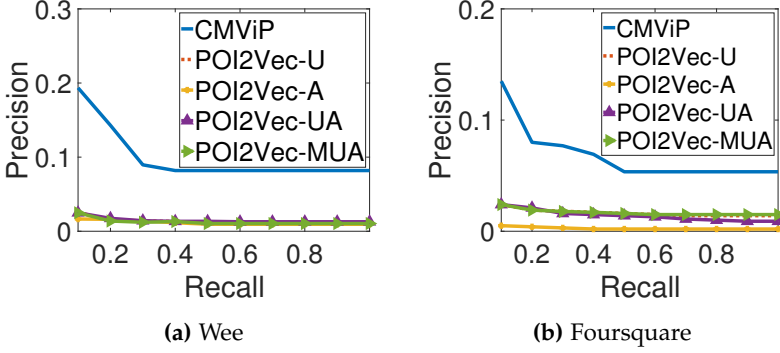 0.3
0.2
0.1
0
Precision
CMViP
POI2Vec-U
POI2Vec-A
POI2Vec-UA
POI2Vec-MUA
0.2 0.4 0.6 0.8
Recall
(a) Wee
0.2
0.1
0
Precision
CMViP
POI2Vec-U
POI2Vec-A
POI2Vec-UA
POI2Vec-MUA
0.2 0.4 0.6 0.8
Recall
(b) Foursquare